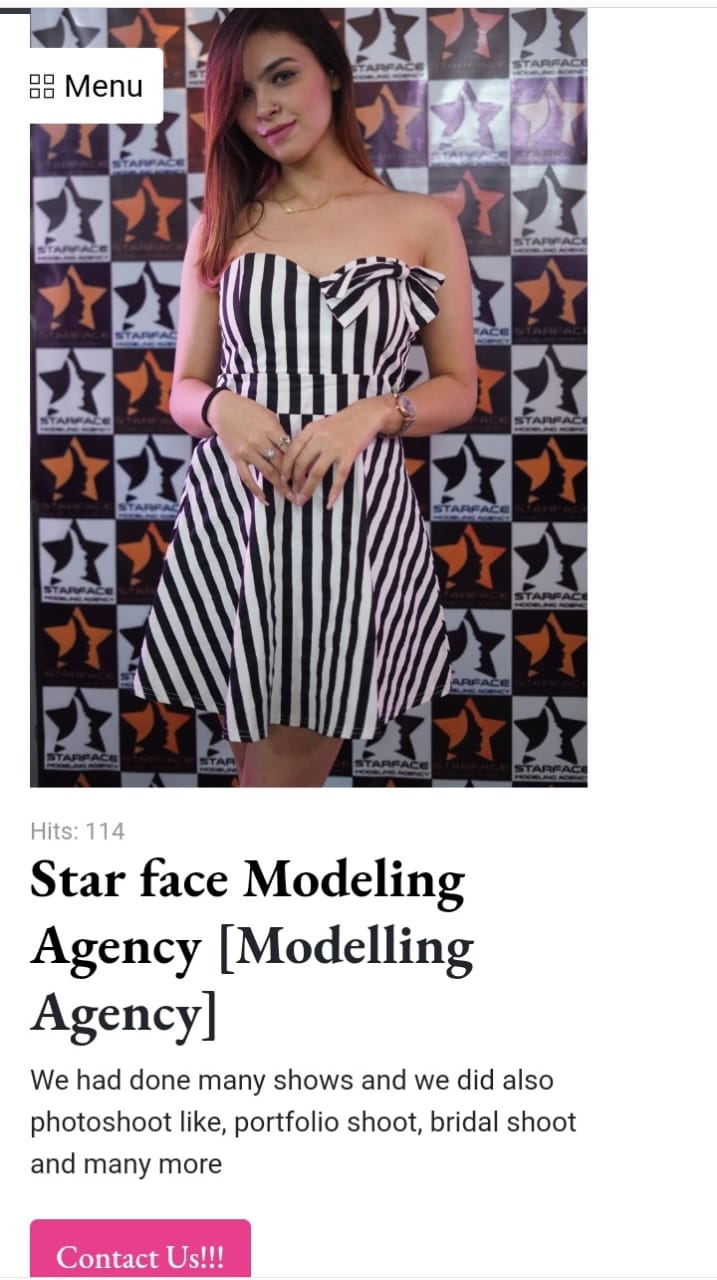 Menu
STARFACE
MODELING AGENCY
Hits: 114
Star face Modeling
Agency [Modelling
Agency]
We had done many shows and we did also
photoshoot like, portfolio shoot, bridal shoot
and many more
Contact Us!!!